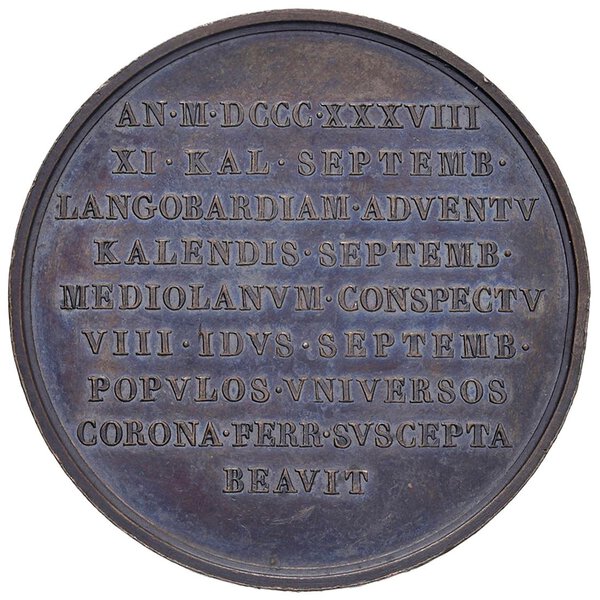 AN·M·DCCC·XXXVIII
XI·KAL·SEPTEMB·
LANGOBARDIAM·ADVENTV
KALENDIS·SEPTEMB·
MEDIOLANVM·CONSPECTV
VIII·IDVS·SEPTEMB·
POPVLOS·VNIVERSOS
CORONA·FERR·SVSCEPTA
BEAVIT